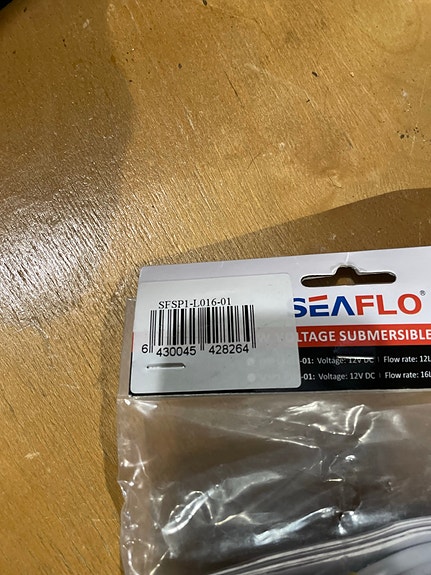 SFSP1-L016-01
6 430045 428264
SEAFLO®
VOLTAGE SUBMERSIBLE
-01: Voltage: 12V DC | Flow rate: 12L
-01: Voltage: 12V DC | Flow rate: 16L